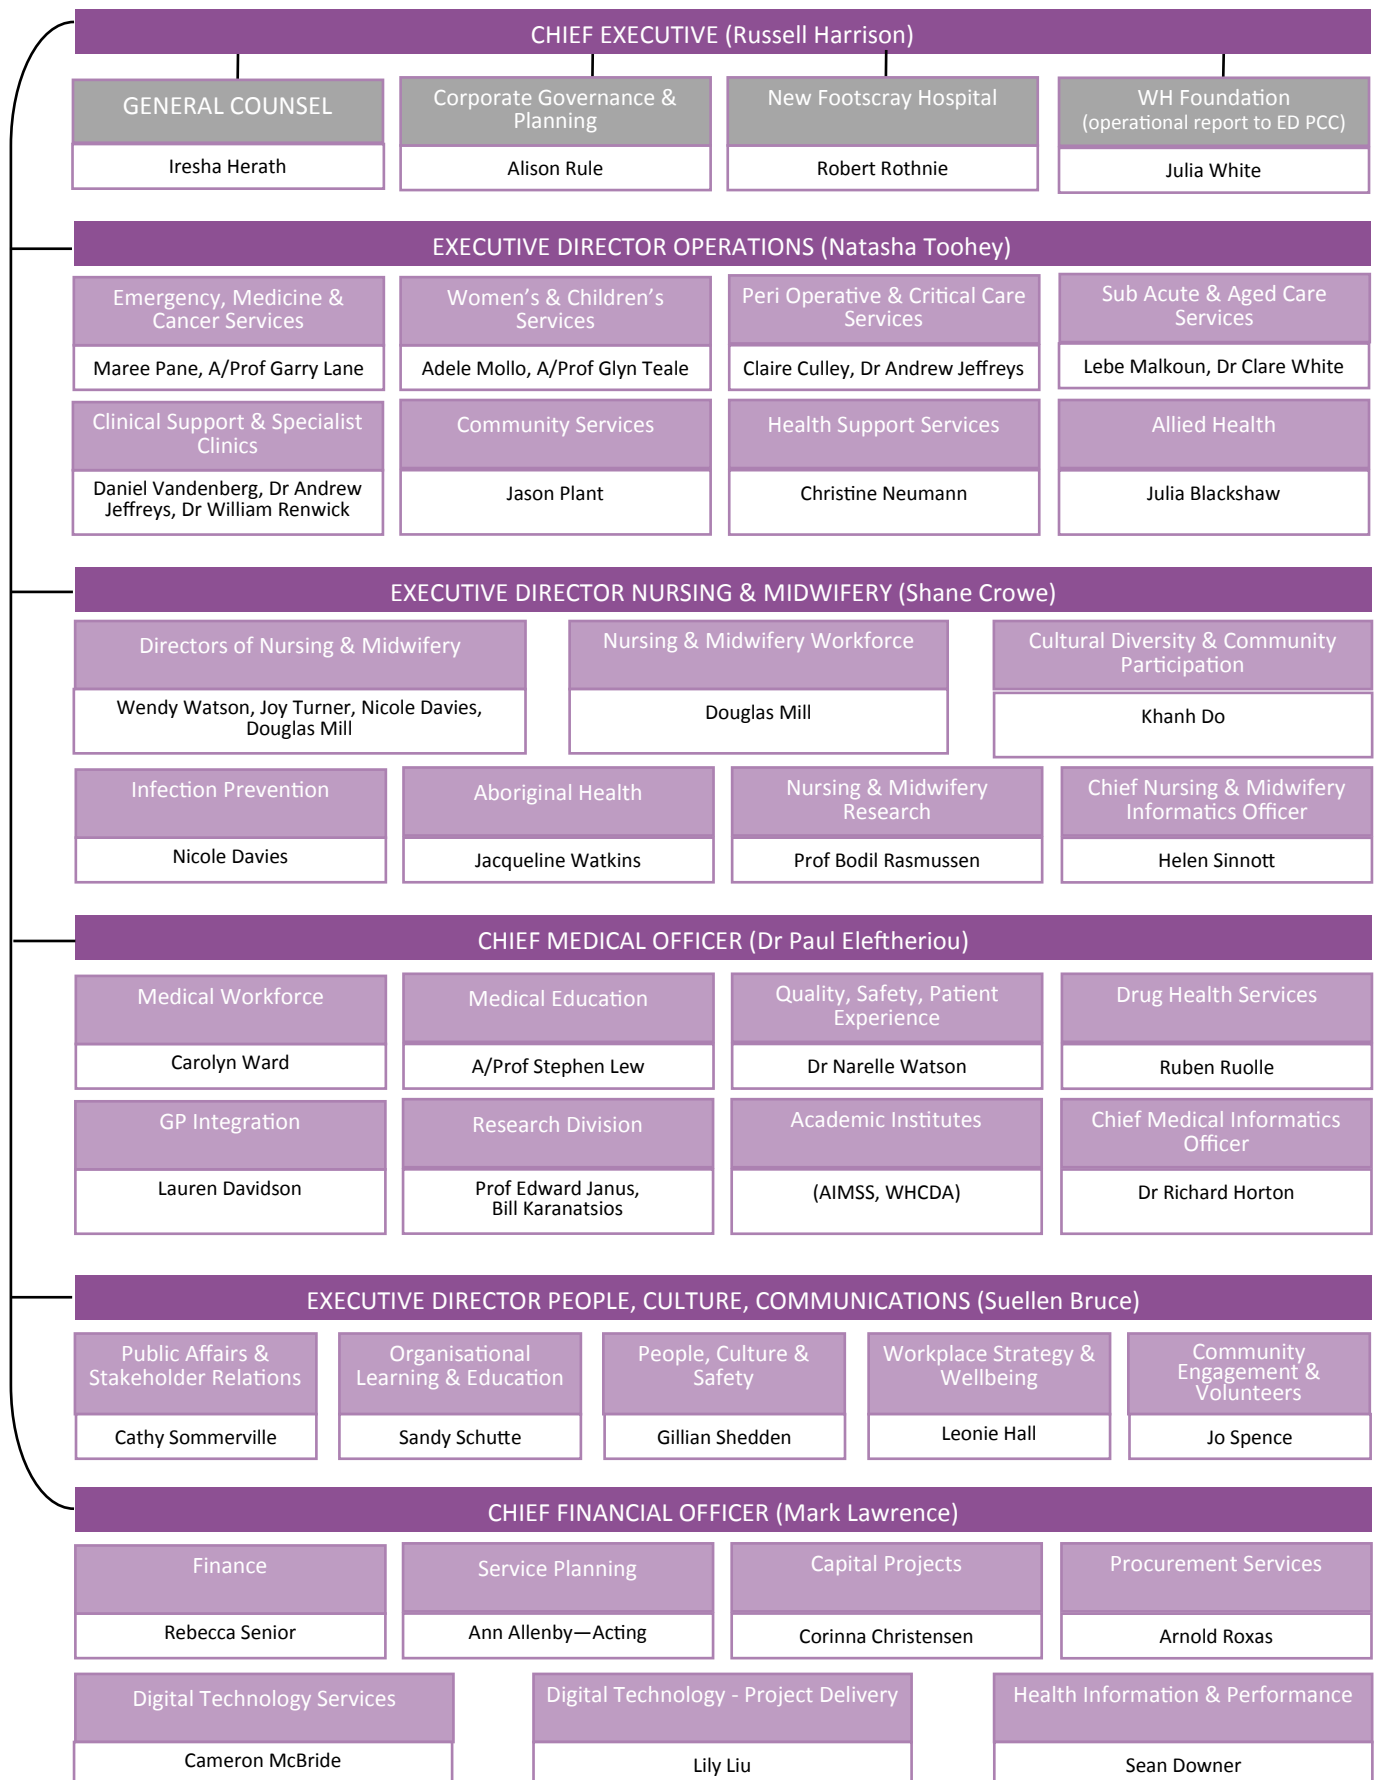 CHIEF EXECUTIVE (Russell Harrison)
GENERAL COUNSEL
Iresha Herath
Corporate Governance &
Planning
Alison Rule
New Footscray Hospital
Robert Rothnie
WH Foundation
(operational report to ED PCC)
Julia White
EXECUTIVE DIRECTOR OPERATIONS (Natasha Toohey)
Emergency, Medicine &
Cancer Services
Maree Pane, A/Prof Garry Lane
Women's & Children's
Services
Adele Mollo, A/Prof Glyn Teale
Peri Operative & Critical Care
Services
Claire Culley, Dr Andrew Jeffreys
Sub Acute & Aged Care
Services
Lebe Malkoun, Dr Clare White
Clinical Support & Specialist
Clinics
Daniel Vandenberg, Dr Andrew
Jeffreys, Dr William Renwick
Community Services
Jason Plant
Health Support Services
Christine Neumann
Allied Health
Julia Blackshaw
EXECUTIVE DIRECTOR NURSING & MIDWIFERY (Shane Crowe)
Directors of Nursing & Midwifery
Wendy Watson, Joy Turner, Nicole Davies,
Douglas Mill
Nursing & Midwifery Workforce
Douglas Mill
Cultural Diversity & Community
Participation
Khanh Do
Infection Prevention
Nicole Davies
Aboriginal Health
Jacqueline Watkins
Nursing & Midwifery
Research
Prof Bodil Rasmussen
Chief Nursing & Midwifery
Informatics Officer
Helen Sinnott
CHIEF MEDICAL OFFICER (Dr Paul Eleftheriou)
Medical Workforce
Carolyn Ward
Medical Education
A/Prof Stephen Lew
Quality, Safety, Patient
Experience
Dr Narelle Watson
Drug Health Services
Ruben Ruolle
GP Integration
Lauren Davidson
Research Division
Prof Edward Janus,
Bill Karanatsios
Academic Institutes
(AIMSS, WHCDA)
Chief Medical Informatics
Officer
Dr Richard Horton
EXECUTIVE DIRECTOR PEOPLE, CULTURE, COMMUNICATIONS (Suellen Bruce)
Public Affairs &
Stakeholder Relations
Cathy Sommerville
Organisational
Learning & Education
Sandy Schutte
People, Culture &
Safety
Gillian Shedden
Workplace Strategy &
Wellbeing
Leonie Hall
Community
Engagement &
Volunteers
Jo Spence
CHIEF FINANCIAL OFFICER (Mark Lawrence)
Finance
Rebecca Senior
Service Planning
Ann Allenby—Acting
Capital Projects
Corinna Christensen
Procurement Services
Arnold Roxas
Digital Technology Services
Cameron McBride
Digital Technology - Project Delivery
Lily Liu
Health Information & Performance
Sean Downer